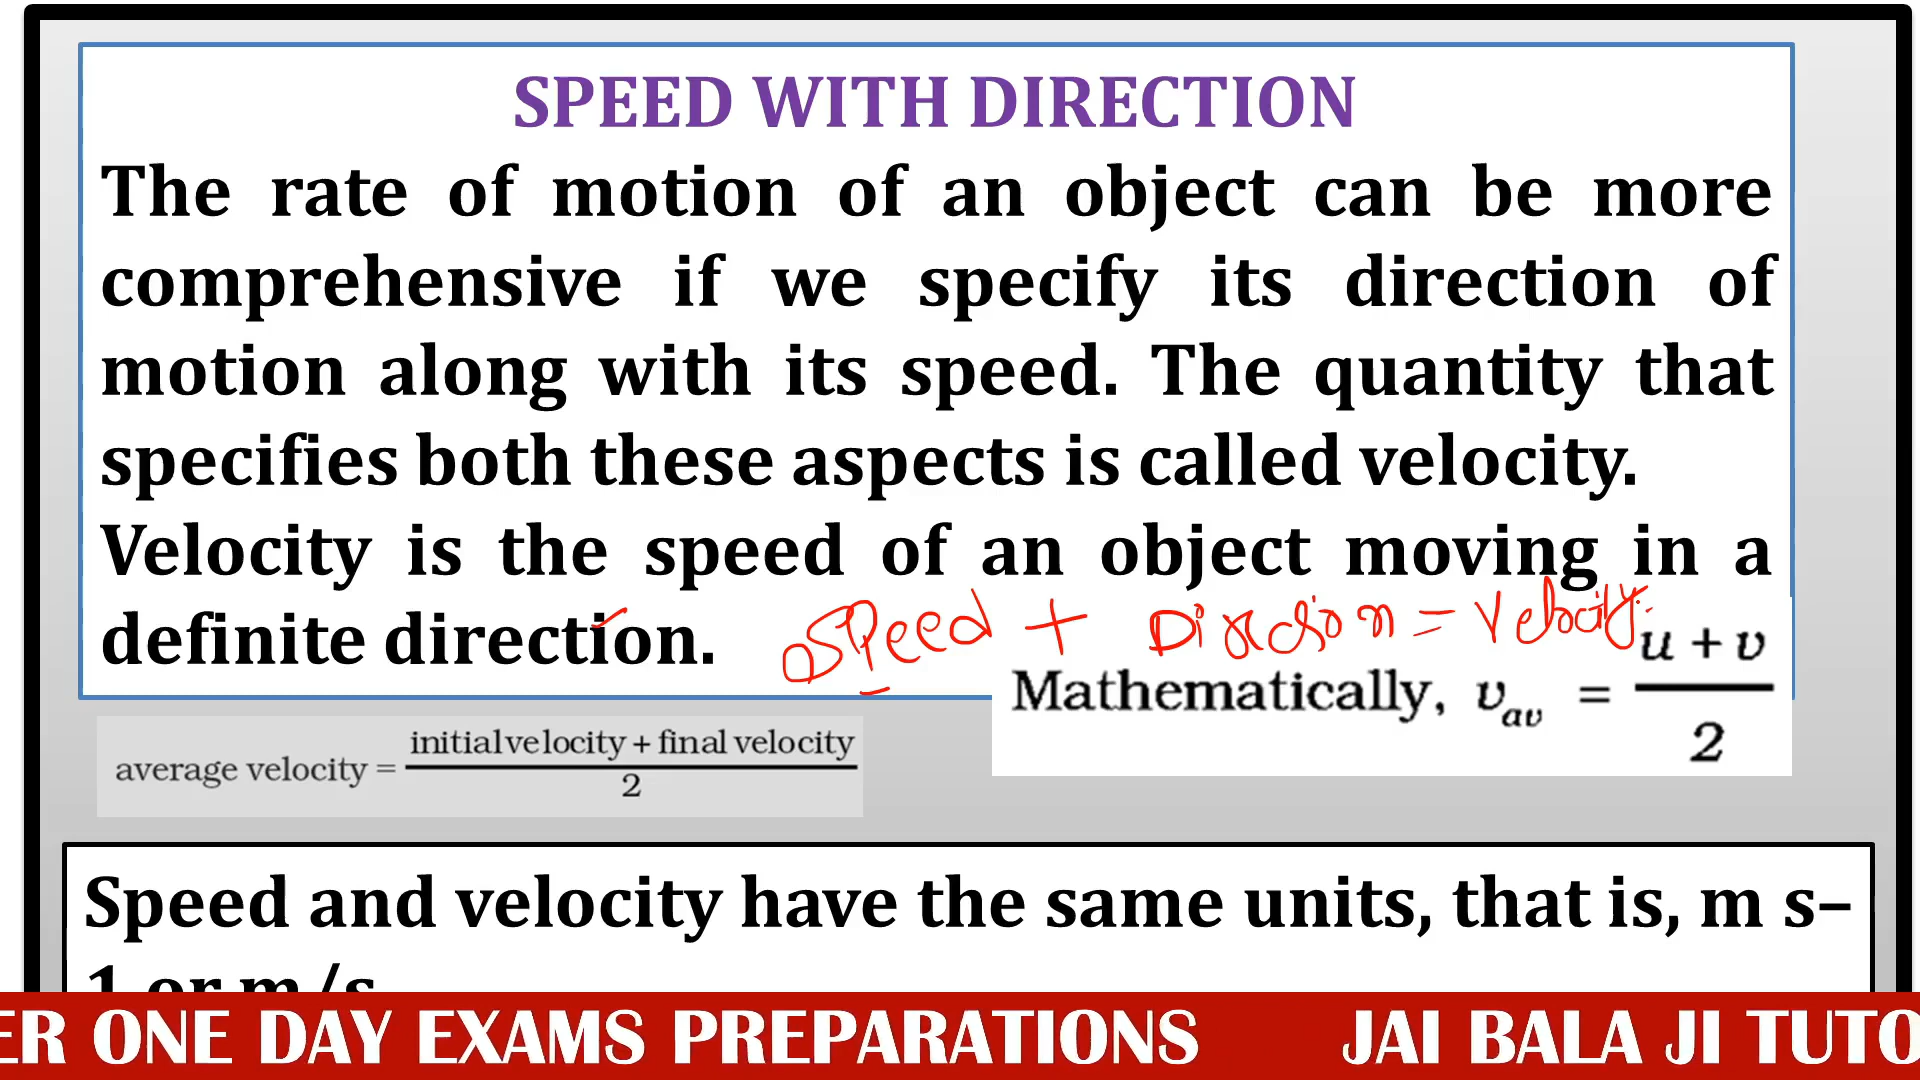 SPEED WITH DIRECTION
The rate of motion of an object can be more
comprehensive if we specify its direction of
motion along with its speed. The quantity that
specifies both these aspects is called velocity.
Velocity is the speed of an object moving in a
definite direction.
Speed + Direction = Velocity.
Mathematically, v_av = (u + v) / 2
average velocity = (initial velocity + final velocity) / 2
Speed and velocity have the same units, that is, m s–
1 or m/s
ER ONE DAY EXAMS PREPARATIONS JAI BALA JI TUTO